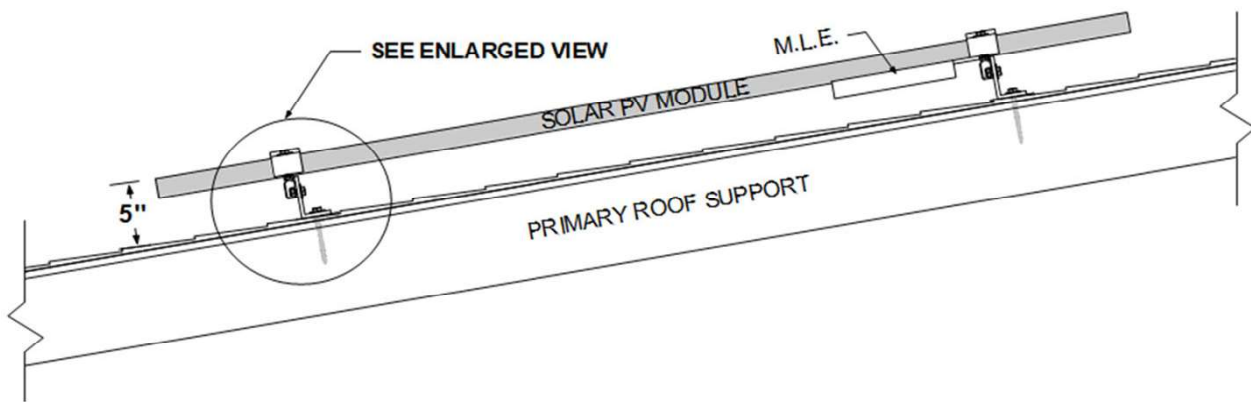 SEE ENLARGED VIEW
M.L.E.
SOLAR PV MODULE
5"
PRIMARY ROOF SUPPORT